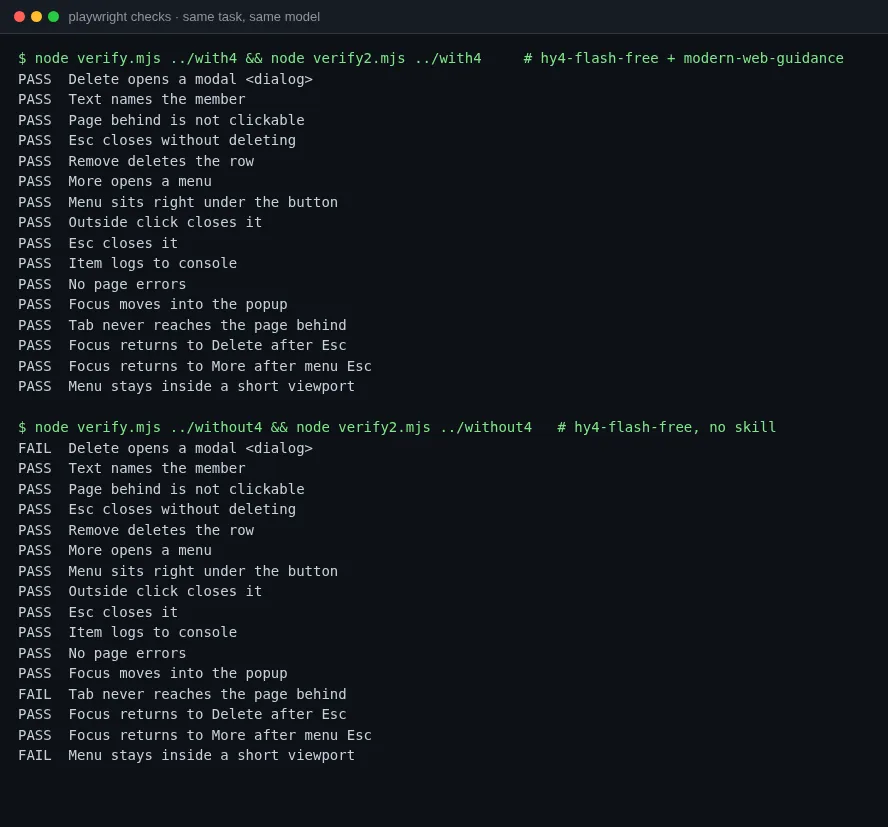 playwright checks · same task, same model
$ node verify.mjs ../with4 && node verify2.mjs ../with4     # hy4-flash-free + modern-web-guidance
PASS  Delete opens a modal <dialog>
PASS  Text names the member
PASS  Page behind is not clickable
PASS  Esc closes without deleting
PASS  Remove deletes the row
PASS  More opens a menu
PASS  Menu sits right under the button
PASS  Outside click closes it
PASS  Esc closes it
PASS  Item logs to console
PASS  No page errors
PASS  Focus moves into the popup
PASS  Tab never reaches the page behind
PASS  Focus returns to Delete after Esc
PASS  Focus returns to More after menu Esc
PASS  Menu stays inside a short viewport
$ node verify.mjs ../without4 && node verify2.mjs ../without4   # hy4-flash-free, no skill
FAIL  Delete opens a modal <dialog>
PASS  Text names the member
PASS  Page behind is not clickable
PASS  Esc closes without deleting
PASS  Remove deletes the row
PASS  More opens a menu
PASS  Menu sits right under the button
PASS  Outside click closes it
PASS  Esc closes it
PASS  Item logs to console
PASS  No page errors
PASS  Focus moves into the popup
FAIL  Tab never reaches the page behind
PASS  Focus returns to Delete after Esc
PASS  Focus returns to More after menu Esc
FAIL  Menu stays inside a short viewport